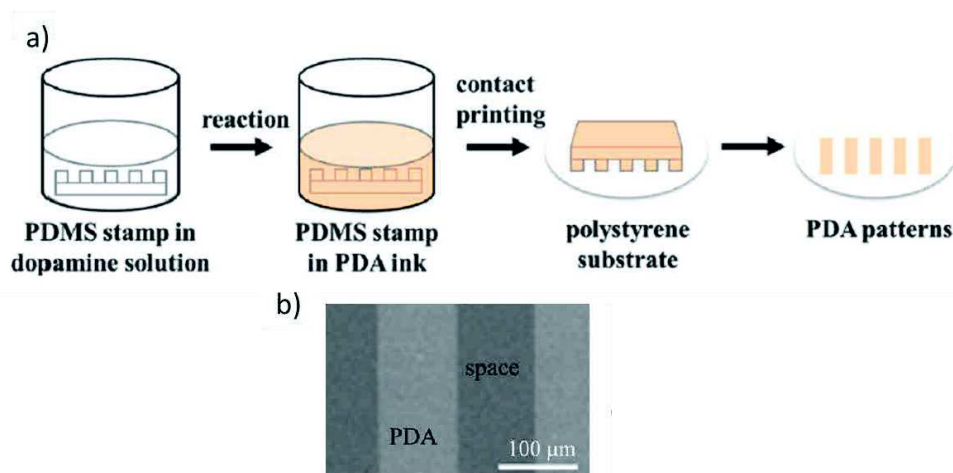 a)
reaction
contact
printing
PDMS stamp in
dopamine solution
PDMS stamp
in PDA ink
polystyrene
substrate
PDA patterns
b)
space
PDA
100 μm